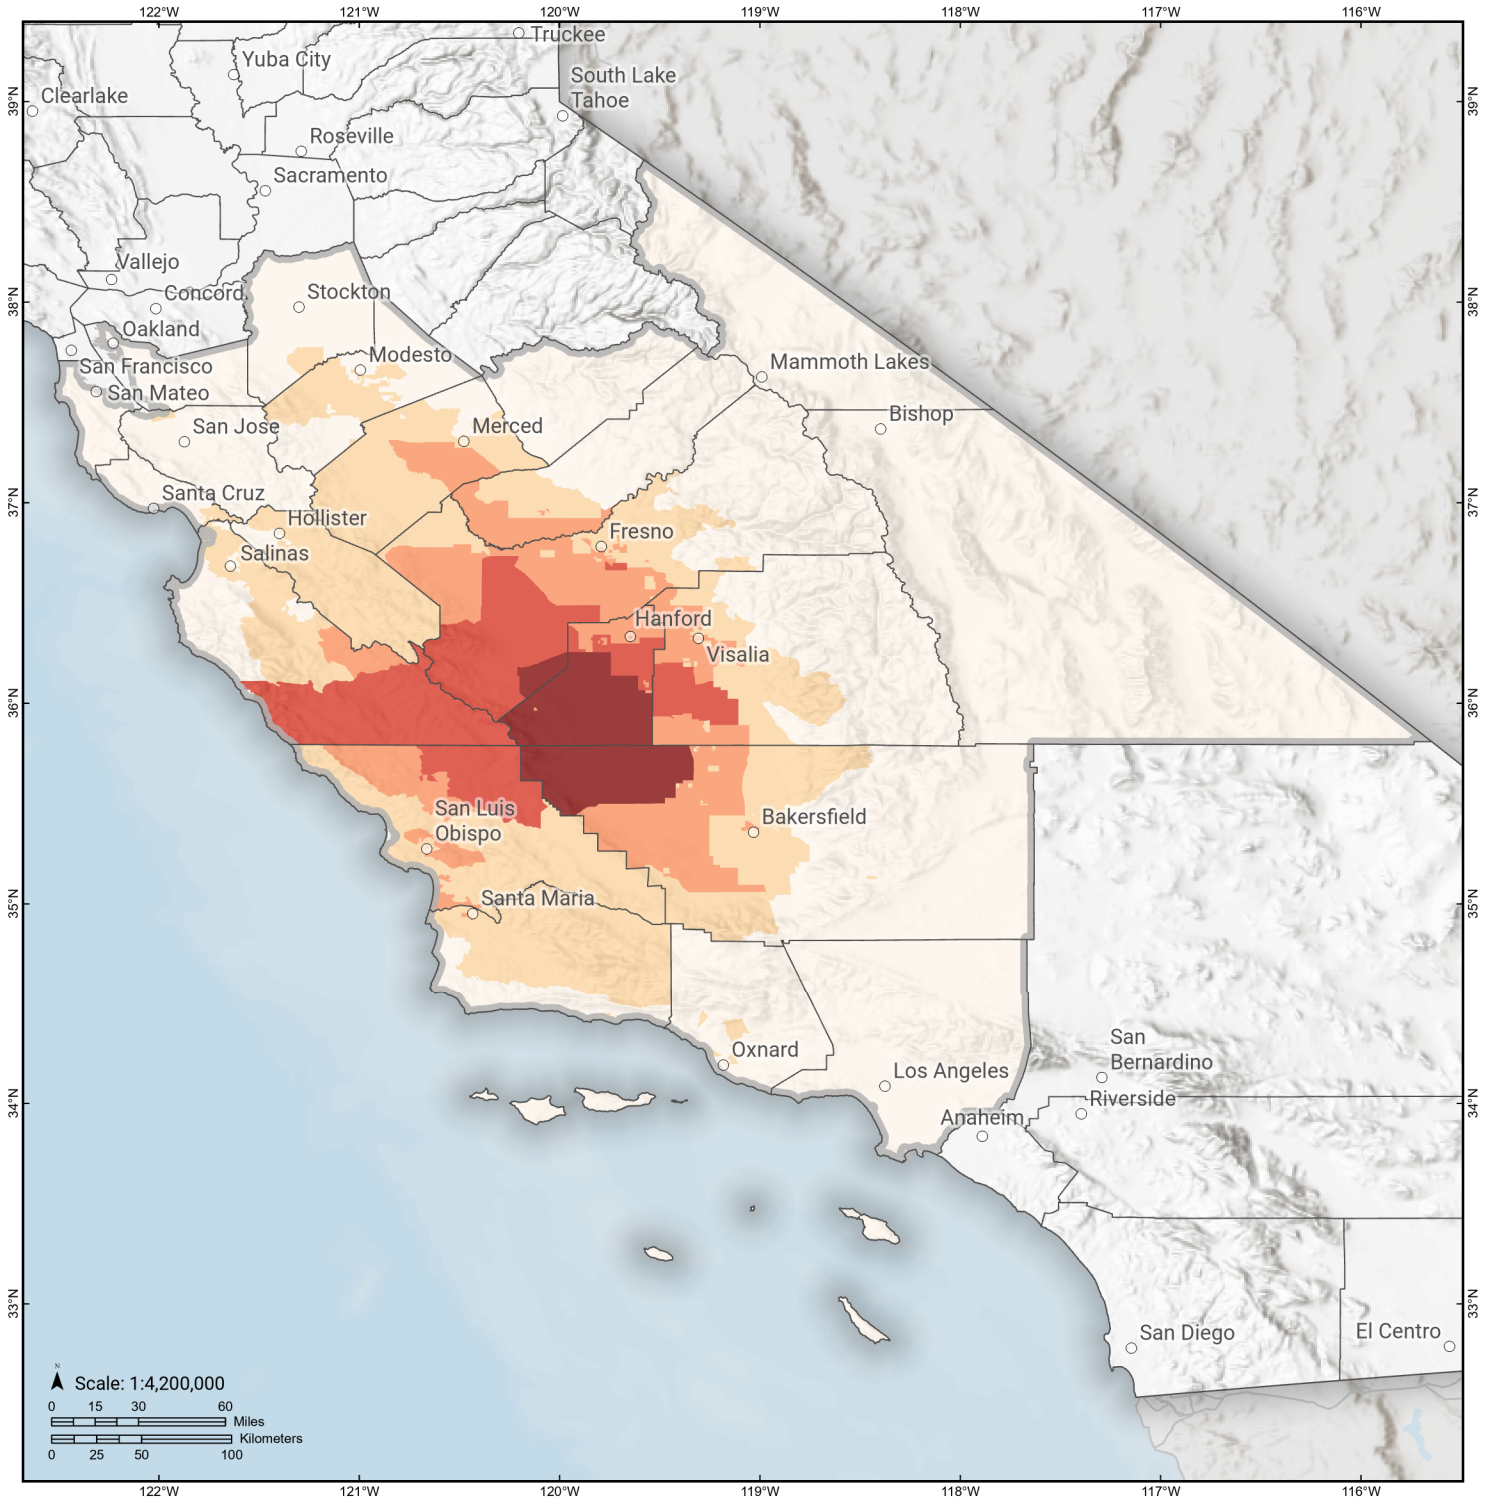 122°W 121°W 120°W 119°W 118°W 117°W 116°W
Truckee
Yuba City
South Lake
Tahoe
Clearlake
39°N
39°N
Roseville
Sacramento
Vallejo
Concord
Stockton
38°N
38°N
Oakland
Modesto
San Francisco
Mammoth Lakes
San Mateo
Bishop
San Jose
Merced
Santa Cruz
37°N
37°N
Hollister
Fresno
Salinas
Hanford
Visalia
36°N
36°N
San Luis
Obispo
Bakersfield
Santa Maria
35°N
35°N
San
Bernardino
Oxnard
Los Angeles
Riverside
34°N
34°N
Anaheim
33°N
33°N
San Diego
El Centro
N
Scale: 1:4,200,000
0 15 30 60
Miles
Kilometers
0 25 50 100
122°W 121°W 120°W 119°W 118°W 117°W 116°W